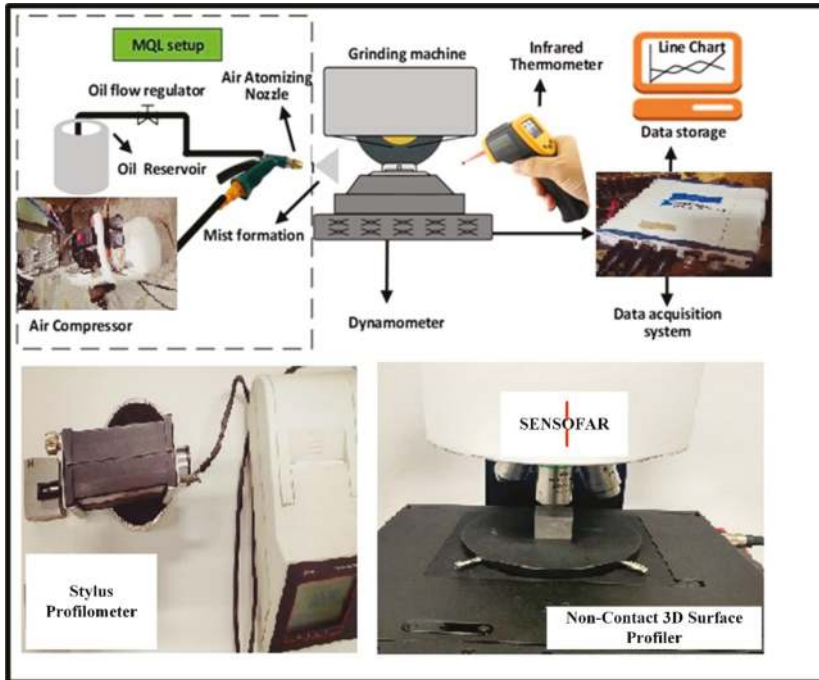 MQL setup
Oil flow regulator
Air Atomizing
Nozzle
Oil Reservoir
Mist formation
Air Compressor
Grinding machine
Infrared
Thermometer
Line Chart
Data storage
Dynamometer
Data acquisition
system
Stylus
Profilometer
SENSOFAR
Non-Contact 3D Surface
Profiler